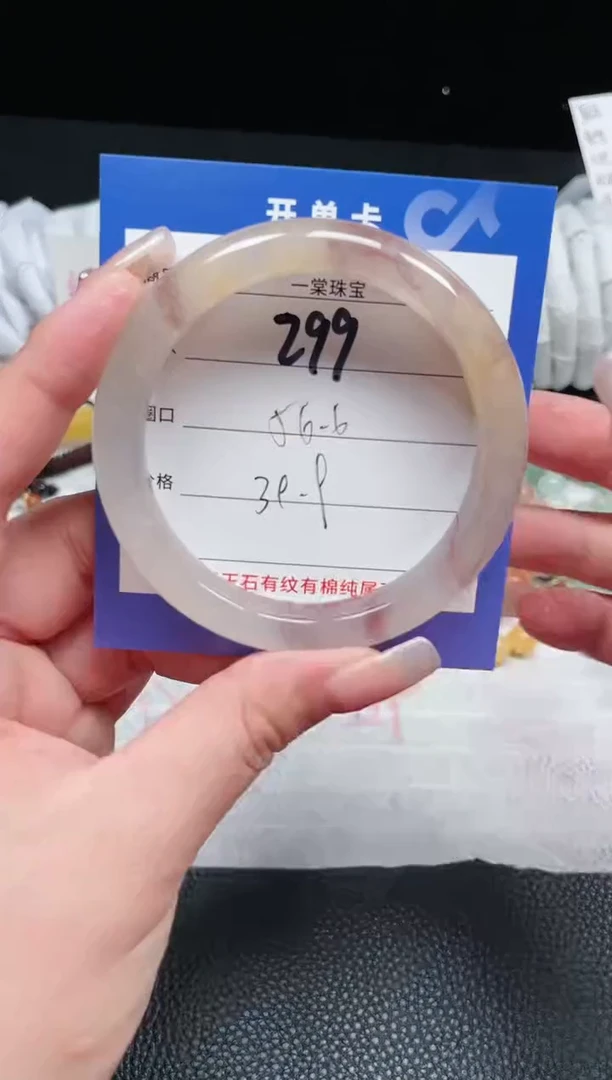 开单卡
一棠珠宝
299
圈口 56-6
价格 39-9
玉石有纹有棉纯属